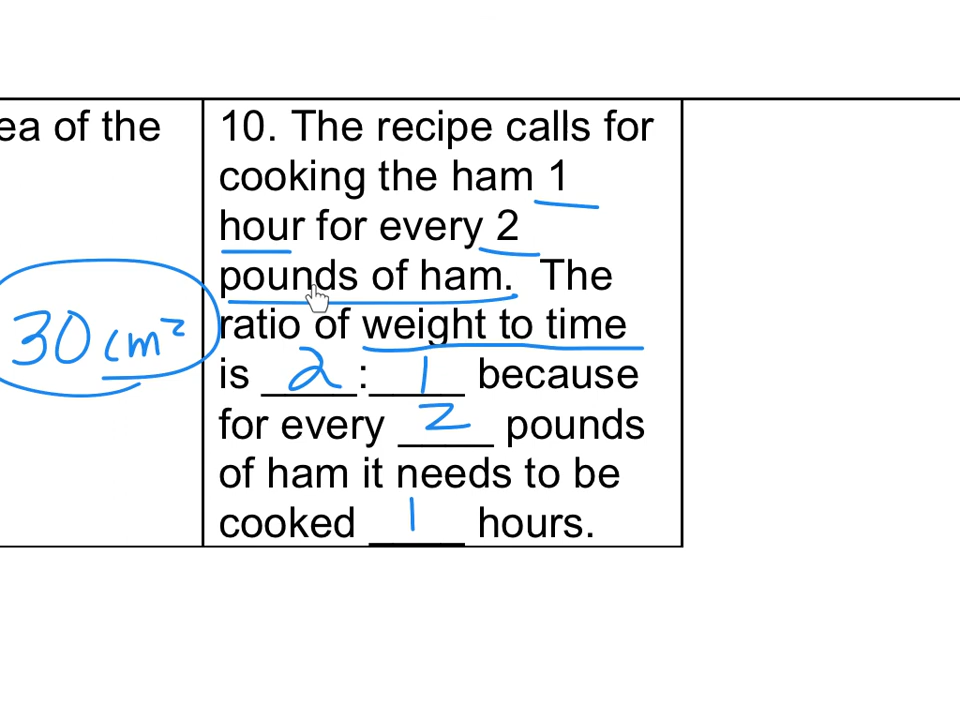 ea of the
30 cm²
10. The recipe calls for
cooking the ham 1
hour for every 2
pounds of ham. The
ratio of weight to time
is 2 : 1 because
for every 2 pounds
of ham it needs to be
cooked 1 hours.